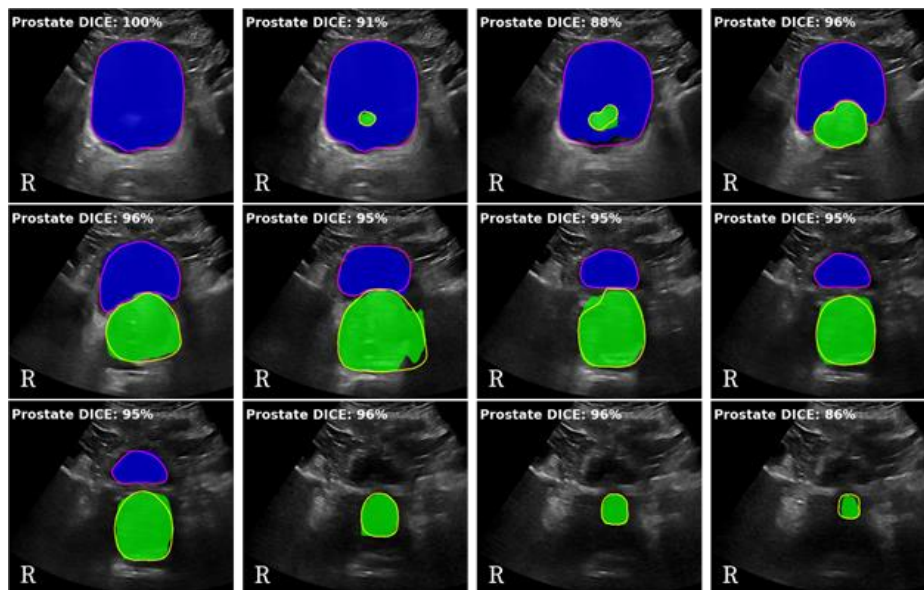 Prostate DICE: 100%
Prostate DICE: 91%
Prostate DICE: 88%
Prostate DICE: 96%
R
R
R
R
Prostate DICE: 96%
Prostate DICE: 95%
Prostate DICE: 95%
Prostate DICE: 95%
R
R
R
R
Prostate DICE: 95%
Prostate DICE: 96%
Prostate DICE: 96%
Prostate DICE: 86%
R
R
R
R